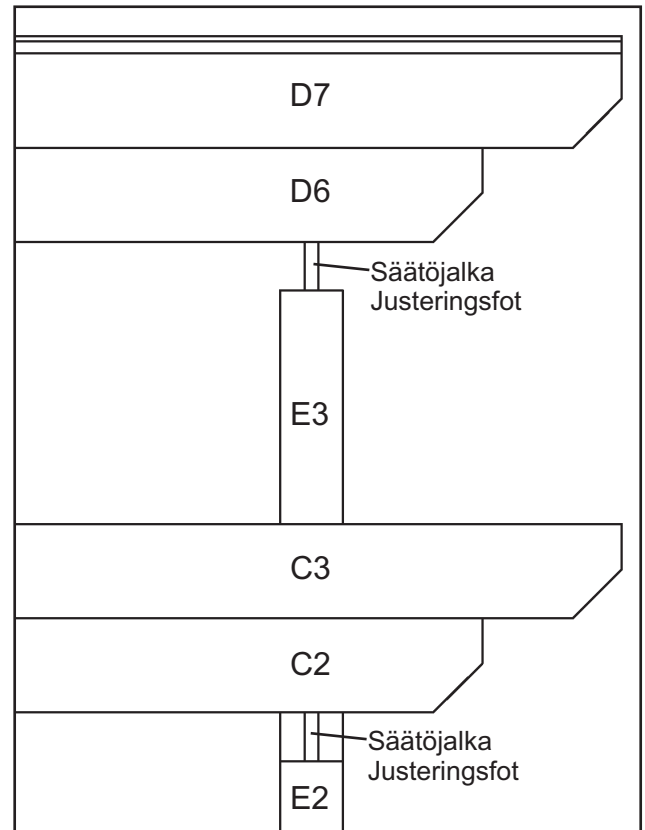 D7
D6
Säätöjalka
Justeringsfot
E3
C3
C2
Säätöjalka
Justeringsfot
E2